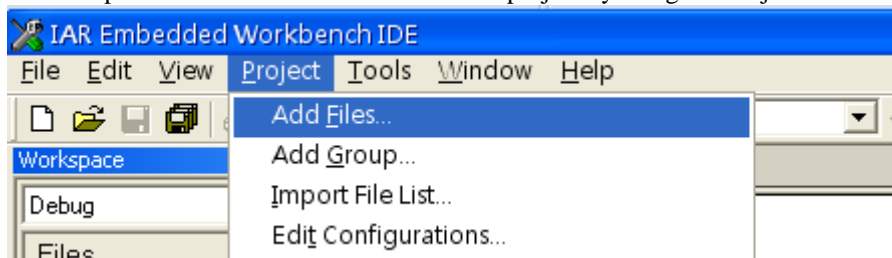 IAR Embedded Workbench IDE
File Edit View Project Tools Window Help
Add Files...
Workspace
Add Group...
Debug
Import File List...
Files
Edit Configurations...